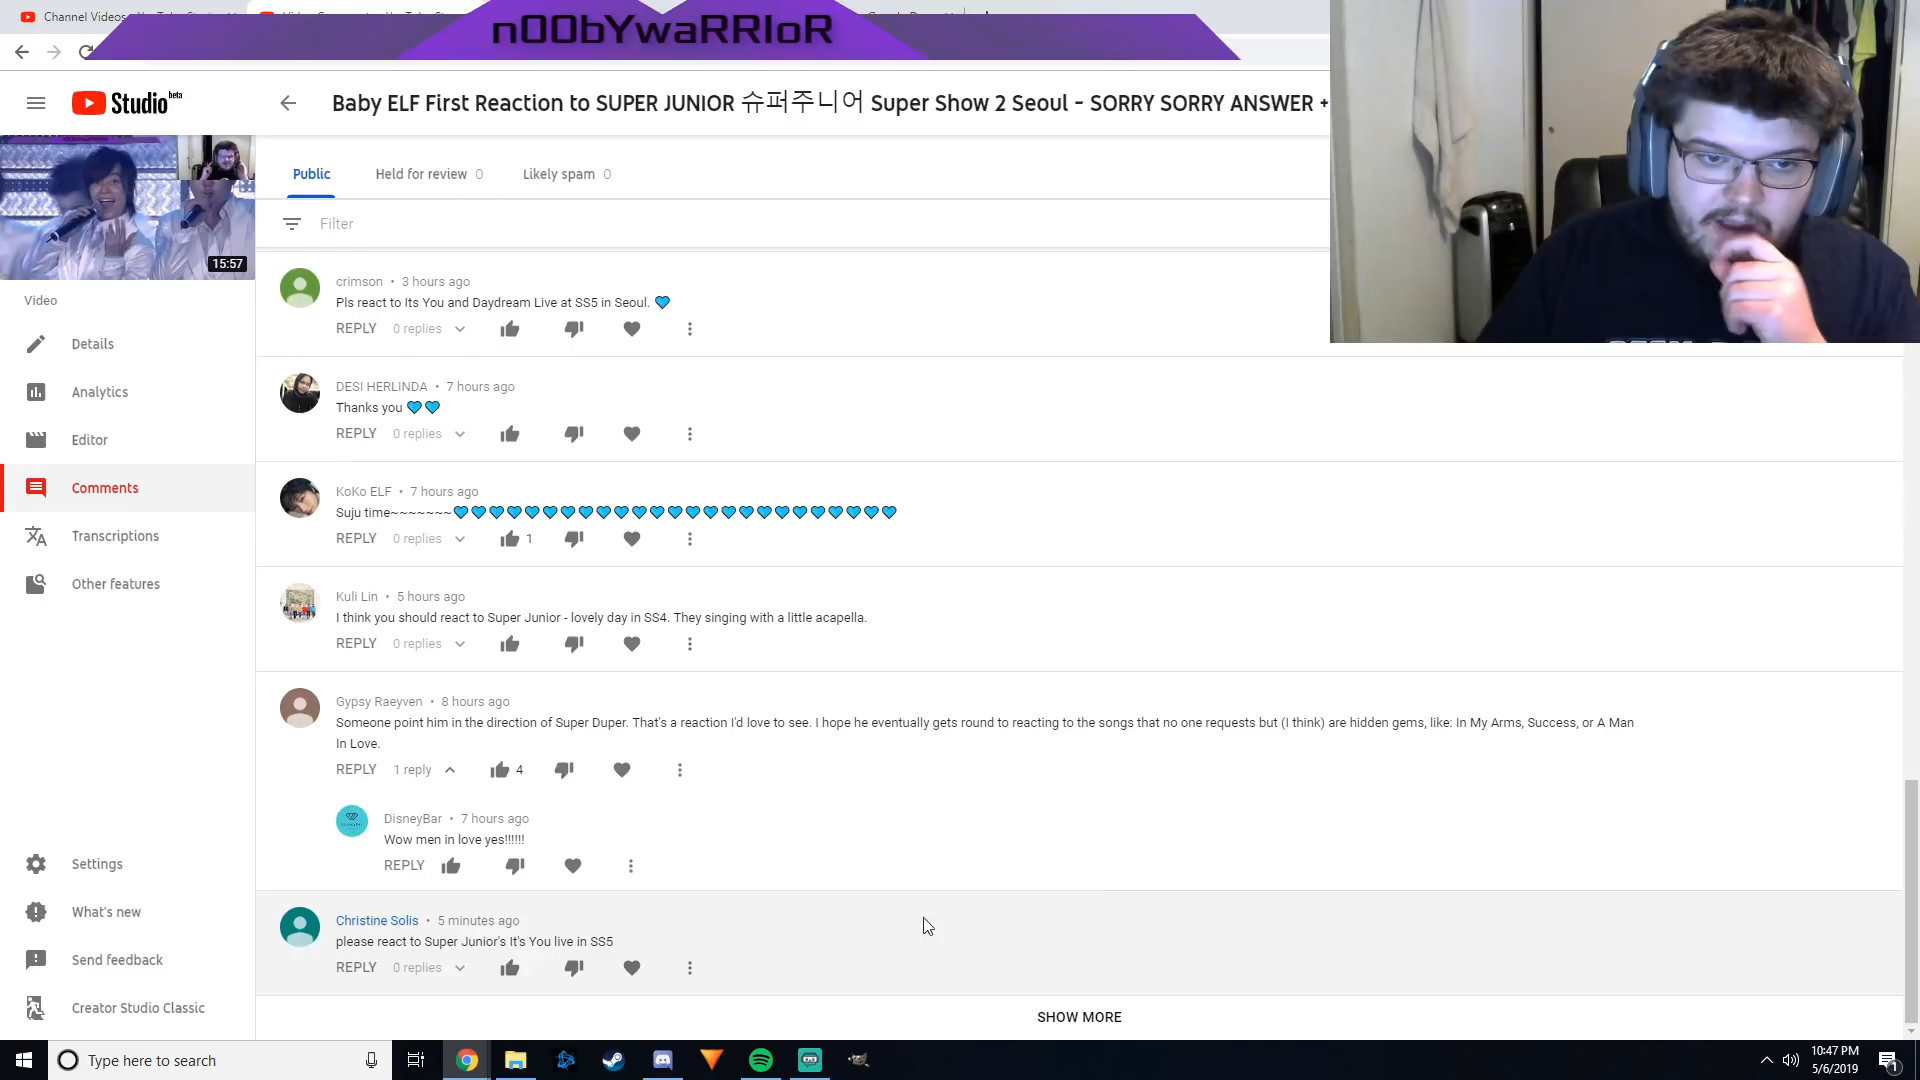 Channel Videos
n00bYwaRRIoR
Studio beta
Baby ELF First Reaction to SUPER JUNIOR 슈퍼주니어 Super Show 2 Seoul - SORRY SORRY ANSWER +
15:57
Public
Held for review 0
Likely spam 0
Filter
Video
Details
Analytics
Editor
Comments
Transcriptions
Other features
Settings
What's new
Send feedback
Creator Studio Classic
crimson • 3 hours ago
Pls react to Its You and Daydream Live at SS5 in Seoul. 💙
REPLY 0 replies
DESI HERLINDA • 7 hours ago
Thanks you 💙💙
REPLY 0 replies
KoKo ELF • 7 hours ago
Suju time~~~~~~~💙💙💙💙💙💙💙💙💙💙💙💙💙💙💙💙💙💙💙💙💙💙💙💙💙
REPLY 0 replies 1
Kuli Lin • 5 hours ago
I think you should react to Super Junior - lovely day in SS4. They singing with a little acapella.
REPLY 0 replies
Gypsy Raeyven • 8 hours ago
Someone point him in the direction of Super Duper. That's a reaction I'd love to see. I hope he eventually gets round to reacting to the songs that no one requests but (I think) are hidden gems, like: In My Arms, Success, or A Man
In Love.
REPLY 1 reply 4
DisneyBar • 7 hours ago
Wow men in love yes!!!!!!
REPLY
Christine Solis • 5 minutes ago
please react to Super Junior's It's You live in SS5
REPLY 0 replies
SHOW MORE
Type here to search
10:47 PM
5/6/2019
1